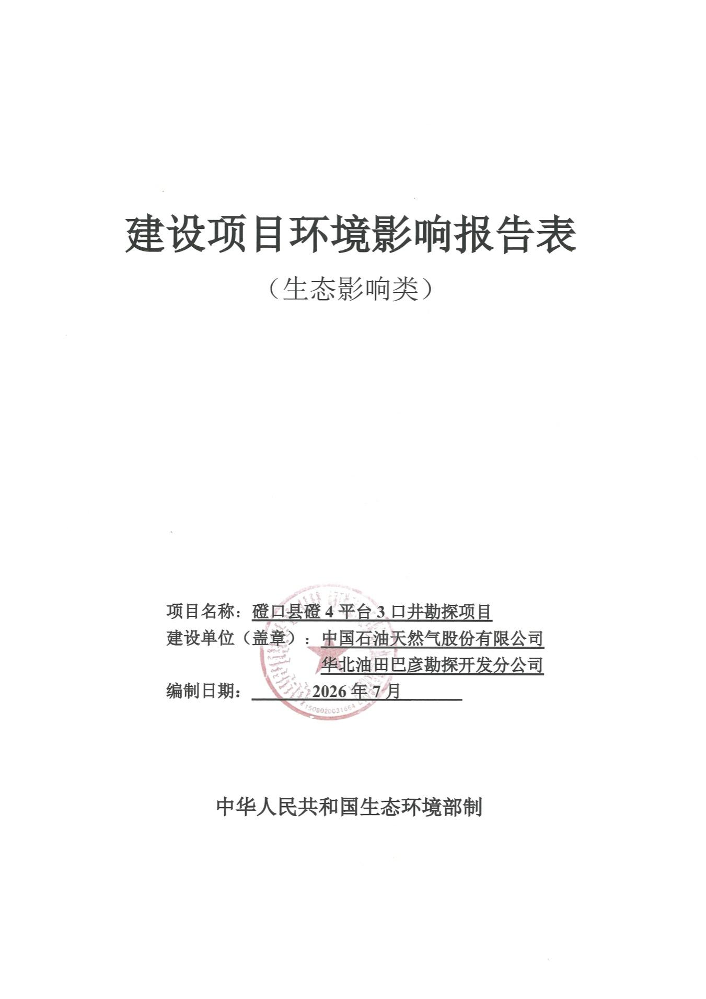 建设项目环境影响报告表
（生态影响类）
项目名称：磴口县磴 4 平台 3 口井勘探项目
建设单位（盖章）：中国石油天然气股份有限公司
华北油田巴彦勘探开发分公司
编制日期：2026 年 7 月
1508020031664
中华人民共和国生态环境部制